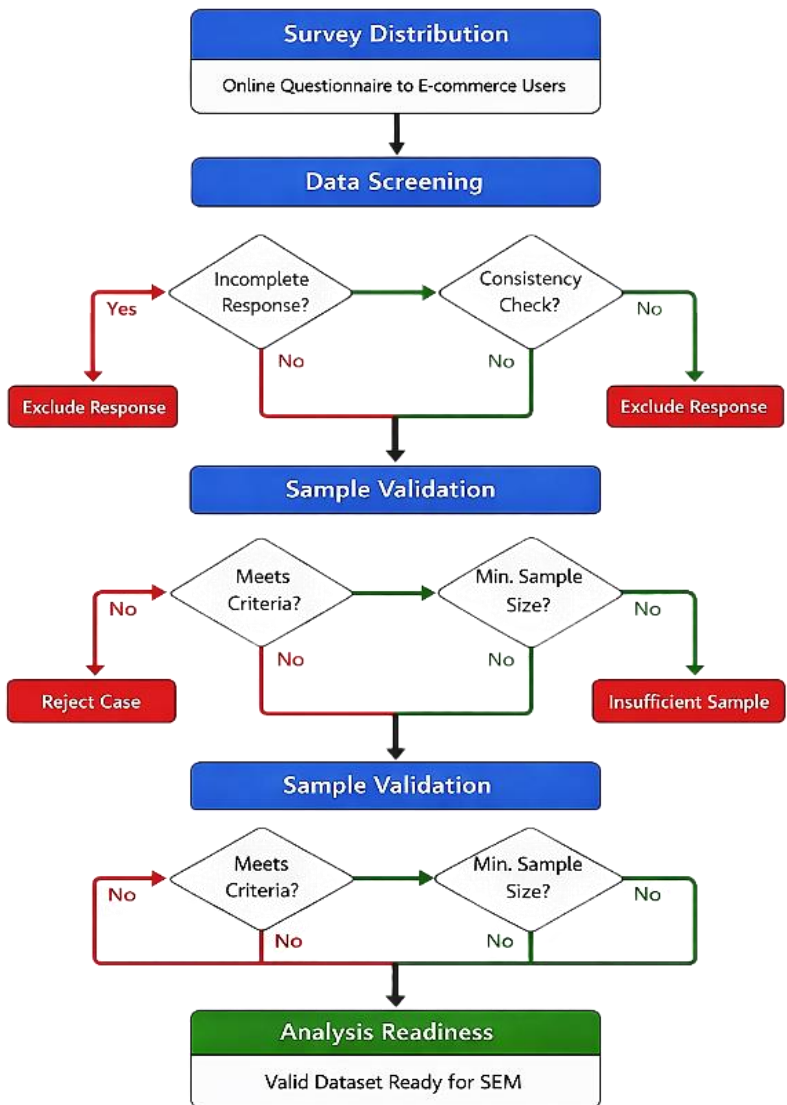 Survey Distribution
Online Questionnaire to E-commerce Users
Data Screening
Incomplete
Response?
Consistency
Check?
Yes
No
No
No
Exclude Response
Exclude Response
Sample Validation
Meets
Criteria?
Min. Sample
Size?
No
No
No
No
Reject Case
Insufficient Sample
Sample Validation
Meets
Criteria?
Min. Sample
Size?
No
No
No
No
Analysis Readiness
Valid Dataset Ready for SEM